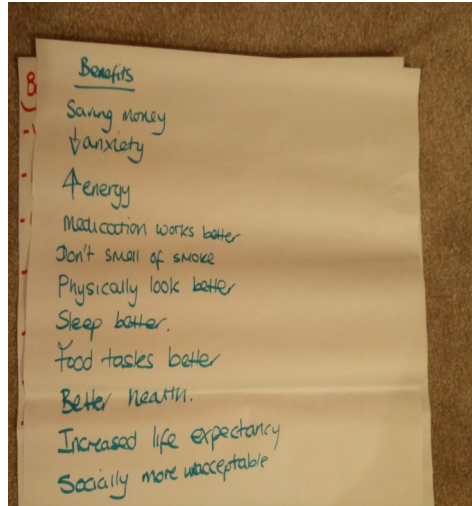 Benefits
Saving money
↓ anxiety
↑ energy
Medication works better
Don't smell of smoke
Physically look better
Sleep better.
Food tastes better
Better health.
Increased life expectancy
Socially more acceptable